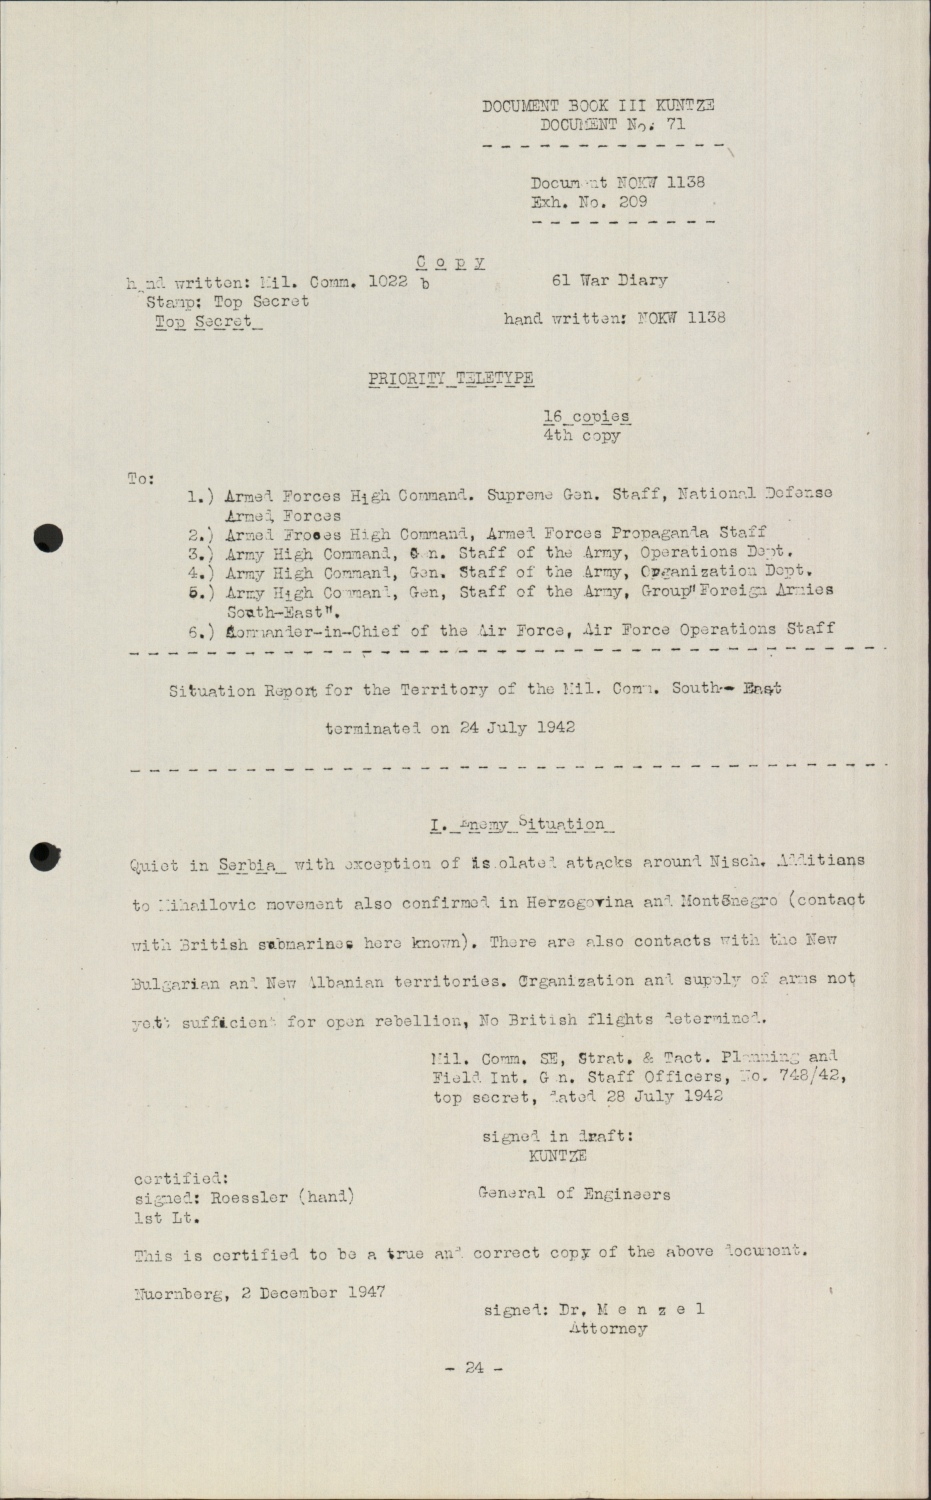 DOCUMENT BOOK III KUNTZE
DOCUMENT No. 71
Document NOKW 1138
Exh. No. 209
C o p y
hand written: Mil. Comm. 1022 b
61 War Diary
Stamp: Top Secret
Top Secret
hand written: NOKW 1138
PRIORITY TELETYPE
16 copies
4th copy
To:
1.) Armed Forces High Command. Supreme Gen. Staff, National Defense
Armed Forces
2.) Armed Froces High Command, Armed Forces Propaganda Staff
3.) Army High Command, Gen. Staff of the Army, Operations Dept.
4.) Army High Command, Gen. Staff of the Army, Organization Dept.
5.) Army High Command, Gen, Staff of the Army, Group"Foreign Armies
South-East".
6.) Commander-in-Chief of the Air Force, Air Force Operations Staff
Situation Report for the Territory of the Mil. Comm. South- East
terminated on 24 July 1942
I. Enemy Situation
Quiet in Serbia with exception of isolated attacks around Nisch. Additians
to Mihailovic movement also confirmed in Herzegovina and Montenegro (contact
with British submarines here known). There are also contacts with the New
Bulgarian and New Albanian territories. Organization and supply of arms not
yet sufficient for open rebellion, No British flights determined.
Mil. Comm. SE, Strat. & Tact. Planning and
Field Int. Gen. Staff Officers, No. 748/42,
top secret, dated 28 July 1942
signed in draft:
KUNTZE
certified:
signed: Roessler (hand)
General of Engineers
1st Lt.
This is certified to be a true and correct copy of the above document.
Nuernberg, 2 December 1947
signed: Dr. M e n z e l
Attorney
- 24 -